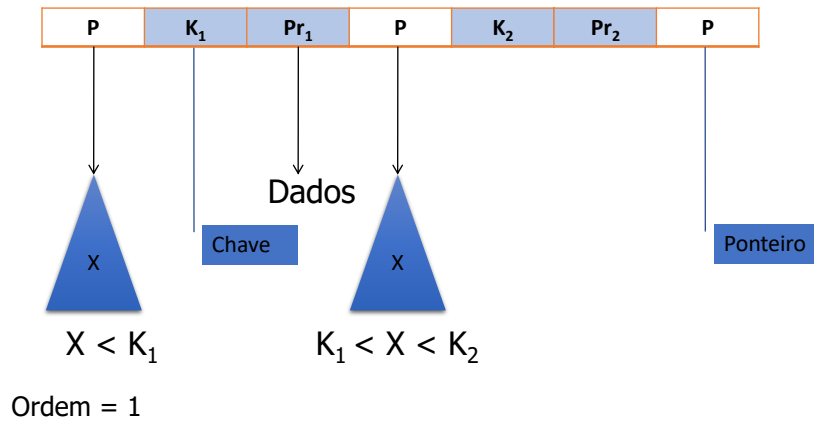 P K₁ Pr₁ P K₂ Pr₂ P
Dados
Chave
Ponteiro
X X
X < K₁ K₁ < X < K₂
Ordem = 1